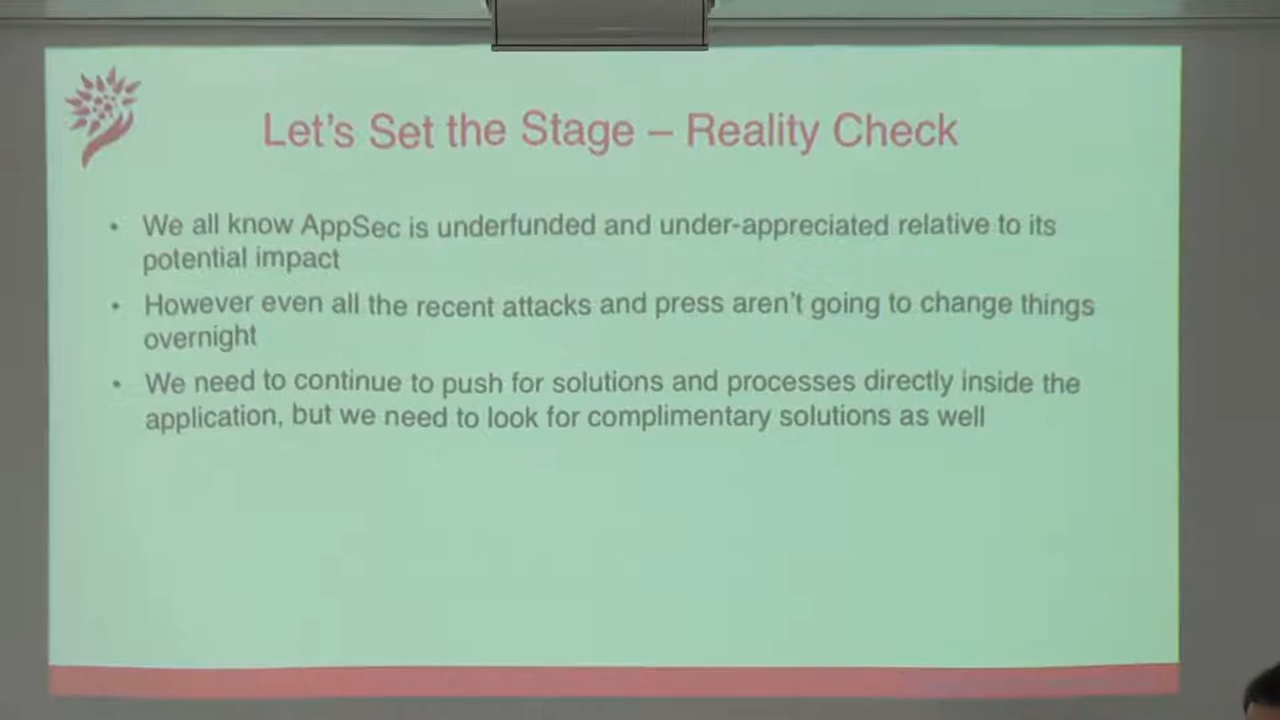 Let's Set the Stage – Reality Check
• We all know AppSec is underfunded and under-appreciated relative to its
potential impact
• However even all the recent attacks and press aren't going to change things
overnight
• We need to continue to push for solutions and processes directly inside the
application, but we need to look for complimentary solutions as well